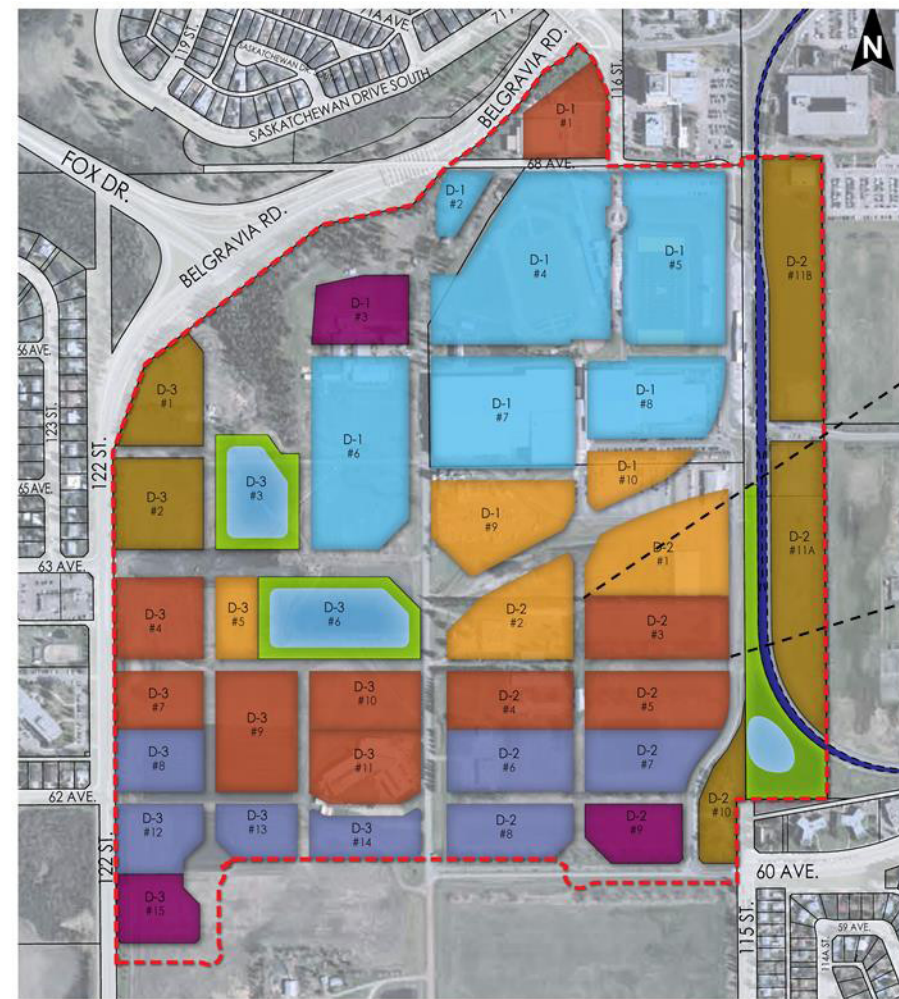 71A AVE.
71 AVE.
119 ST.
SASKATCHEWAN DR.
SASKATCHEWAN DRIVE SOUTH
BELGRAVIA RD.
116 ST.
N
FOX DR.
BELGRAVIA RD.
68 AVE.
D-1
#1
D-1
#2
D-1
#4
D-1
#5
D-2
#11B
D-1
#3
66 AVE.
123 ST.
122 ST.
65 AVE.
63 AVE.
D-3
#1
D-1
#6
D-1
#7
D-1
#8
D-3
#2
D-3
#3
D-1
#9
D-1
#10
D-2
#1
D-2
#11A
D-3
#4
D-3
#5
D-3
#6
D-2
#2
D-2
#3
D-3
#7
D-3
#9
D-3
#10
D-2
#4
D-2
#5
D-3
#8
D-3
#11
D-2
#6
D-2
#7
62 AVE.
D-3
#12
D-3
#13
D-3
#14
D-2
#8
D-2
#9
D-2
#10
122 ST.
D-3
#15
60 AVE.
115 ST.
59 AVE.
114A ST.